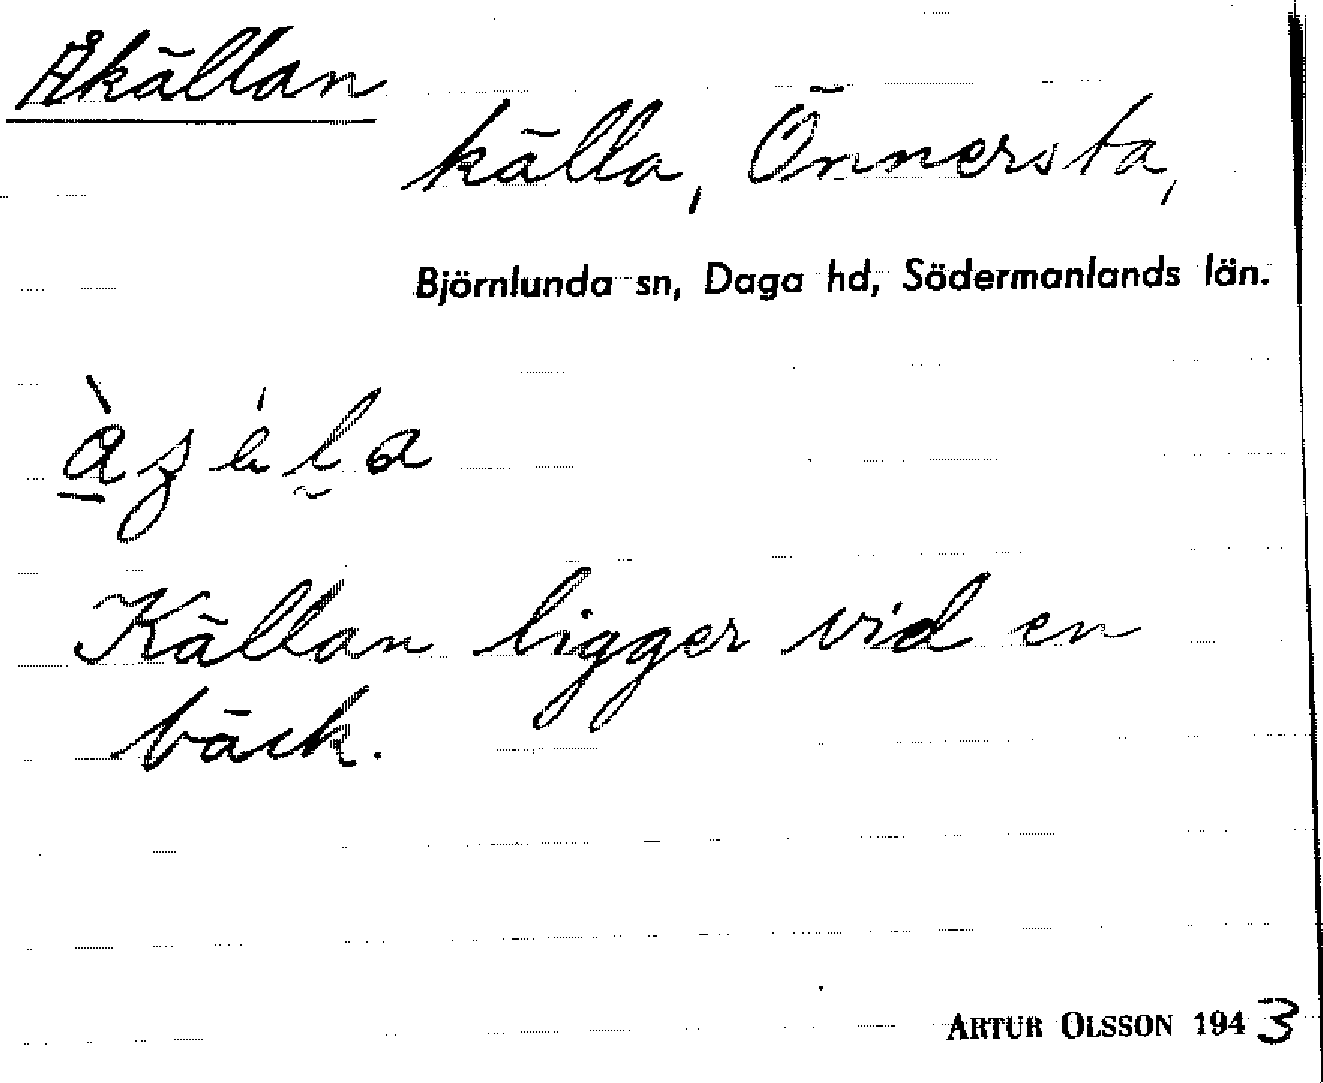 Åkällan
källa, Önnersta,
Björnlunda sn, Daga hd, Södermanlands län.
Källan ligger vid en
bäck.
ARTUR OLSSON 1943